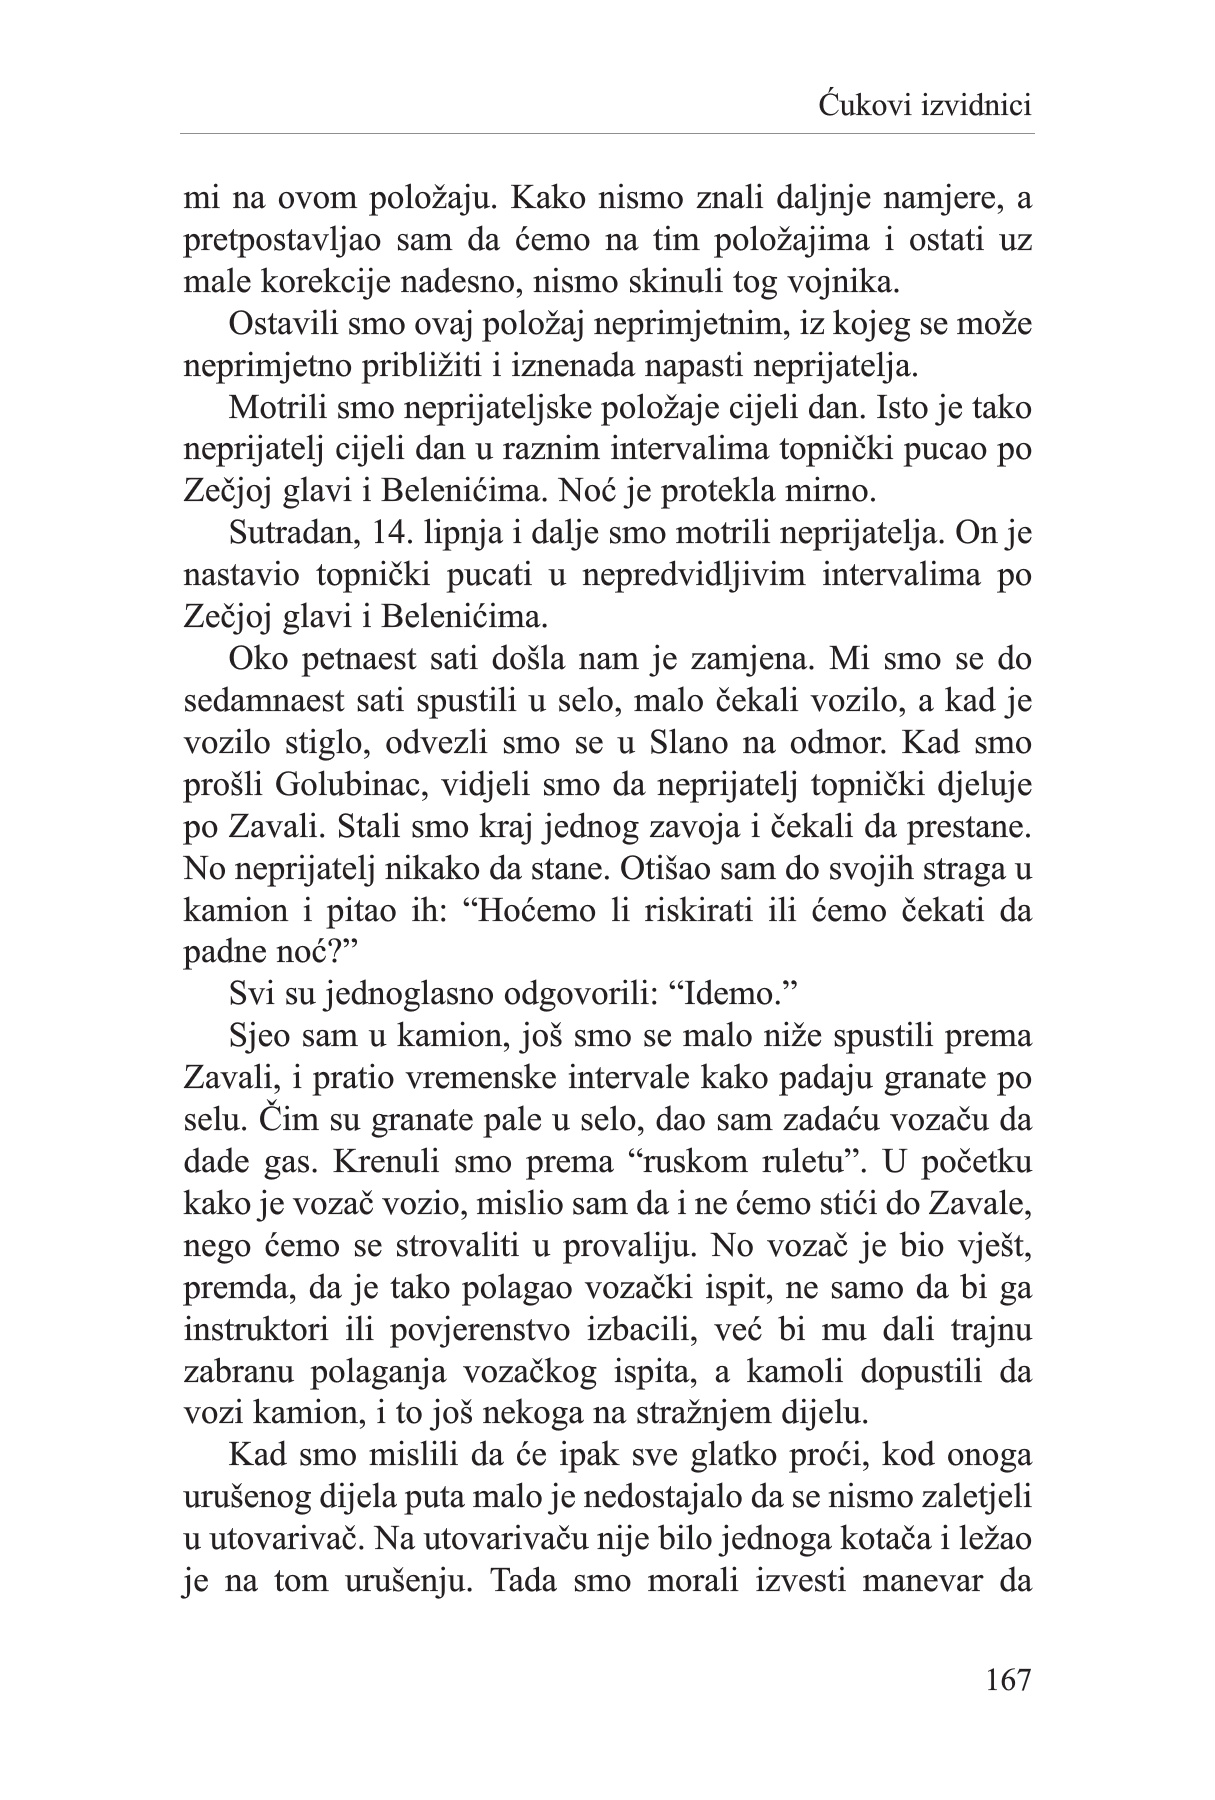 Ćukovi izvidnici
mi na ovom položaju. Kako nismo znali daljnje namjere, a
pretpostavljao sam da ćemo na tim položajima i ostati uz
male korekcije nadesno, nismo skinuli tog vojnika.
Ostavili smo ovaj položaj neprimjetnim, iz kojeg se može
neprimjetno približiti i iznenada napasti neprijatelja.
Motrili smo neprijateljske položaje cijeli dan. Isto je tako
neprijatelj cijeli dan u raznim intervalima topnički pucao po
Zečjoj glavi i Belenićima. Noć je protekla mirno.
Sutradan, 14. lipnja i dalje smo motrili neprijatelja. On je
nastavio topnički pucati u nepredvidljivim intervalima po
Zečjoj glavi i Belenićima.
Oko petnaest sati došla nam je zamjena. Mi smo se do
sedamnaest sati spustili u selo, malo čekali vozilo, a kad je
vozilo stiglo, odvezli smo se u Slano na odmor. Kad smo
prošli Golubinac, vidjeli smo da neprijatelj topnički djeluje
po Zavali. Stali smo kraj jednog zavoja i čekali da prestane.
No neprijatelj nikako da stane. Otišao sam do svojih straga u
kamion i pitao ih: “Hoćemo li riskirati ili ćemo čekati da
padne noć?”
Svi su jednoglasno odgovorili: “Idemo.”
Sjeo sam u kamion, još smo se malo niže spustili prema
Zavali, i pratio vremenske intervale kako padaju granate po
selu. Čim su granate pale u selo, dao sam zadaću vozaču da
dade gas. Krenuli smo prema “ruskom ruletu”. U početku
kako je vozač vozio, mislio sam da i ne ćemo stići do Zavale,
nego ćemo se strovaliti u provaliju. No vozač je bio vješt,
premda, da je tako polagao vozački ispit, ne samo da bi ga
instruktori ili povjerenstvo izbacili, već bi mu dali trajnu
zabranu polaganja vozačkog ispita, a kamoli dopustili da
vozi kamion, i to još nekoga na stražnjem dijelu.
Kad smo mislili da će ipak sve glatko proći, kod onoga
urušenog dijela puta malo je nedostajalo da se nismo zaletjeli
u utovarivač. Na utovarivaču nije bilo jednoga kotača i ležao
je na tom urušenju. Tada smo morali izvesti manevar da
167